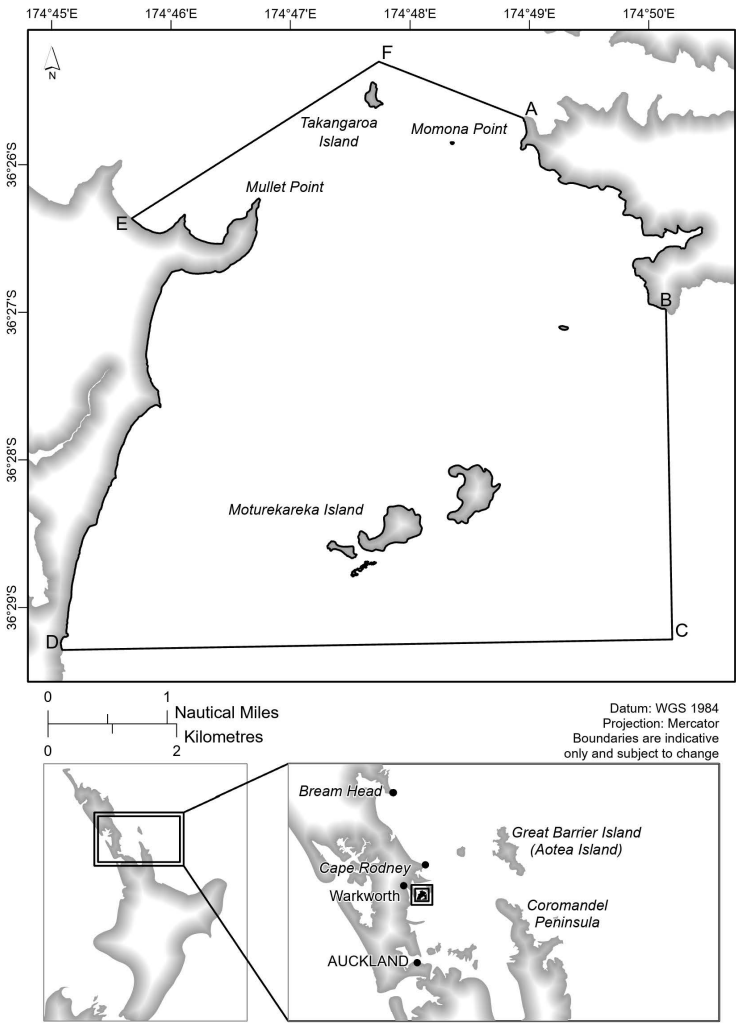 174°45'E 174°46'E 174°47'E 174°48'E 174°49'E 174°50'E
N
F
A
Takangaroa
Island
Momona Point
36°26'S
Mullet Point
E
B
36°27'S
36°28'S
Moturekareka Island
36°29'S
D
C
0 1
Nautical Miles
Kilometres
0 2
Datum: WGS 1984
Projection: Mercator
Boundaries are indicative
only and subject to change
Bream Head
Great Barrier Island
(Aotea Island)
Cape Rodney
Warkworth
Coromandel
Peninsula
AUCKLAND